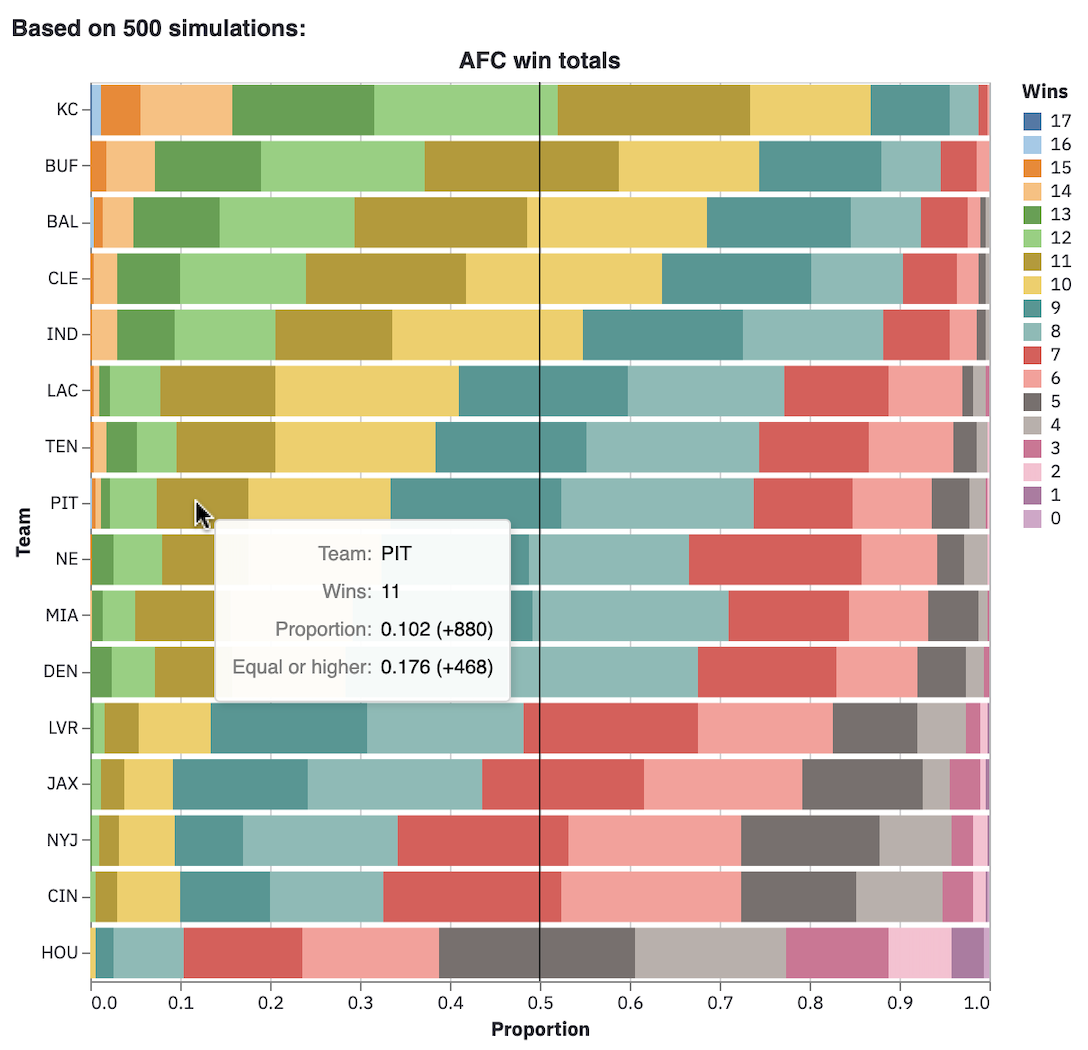 Based on 500 simulations:
AFC win totals
Wins
17
16
15
14
13
12
11
10
9
8
7
6
5
4
3
2
1
0
Team
KC
BUF
BAL
CLE
IND
LAC
TEN
PIT
NE
MIA
DEN
LVR
JAX
NYJ
CIN
HOU
Team: PIT
Wins: 11
Proportion: 0.102 (+880)
Equal or higher: 0.176 (+468)
0.0 0.1 0.2 0.3 0.4 0.5 0.6 0.7 0.8 0.9 1.0
Proportion